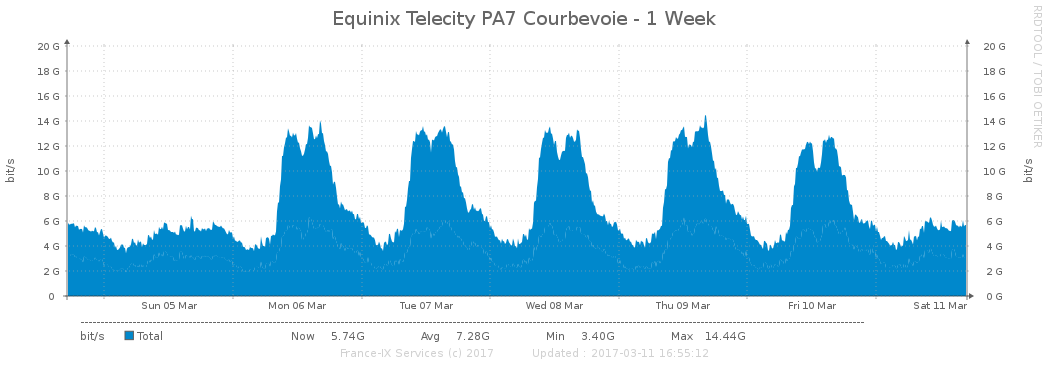 Equinix Telecity PA7 Courbevoie - 1 Week
RRDTOOL / TOBI OETIKER
bit/s
20 G 20 G
18 G 18 G
16 G 16 G
14 G 14 G
12 G 12 G
10 G 10 G
8 G 8 G
6 G 6 G
4 G 4 G
2 G 2 G
0 0 G
bit/s
Sun 05 Mar Mon 06 Mar Tue 07 Mar Wed 08 Mar Thu 09 Mar Fri 10 Mar Sat 11 Mar
bit/s Total Now 5.74G Avg 7.28G Min 3.40G Max 14.44G
France-IX Services (c) 2017 Updated : 2017-03-11 16:55:12